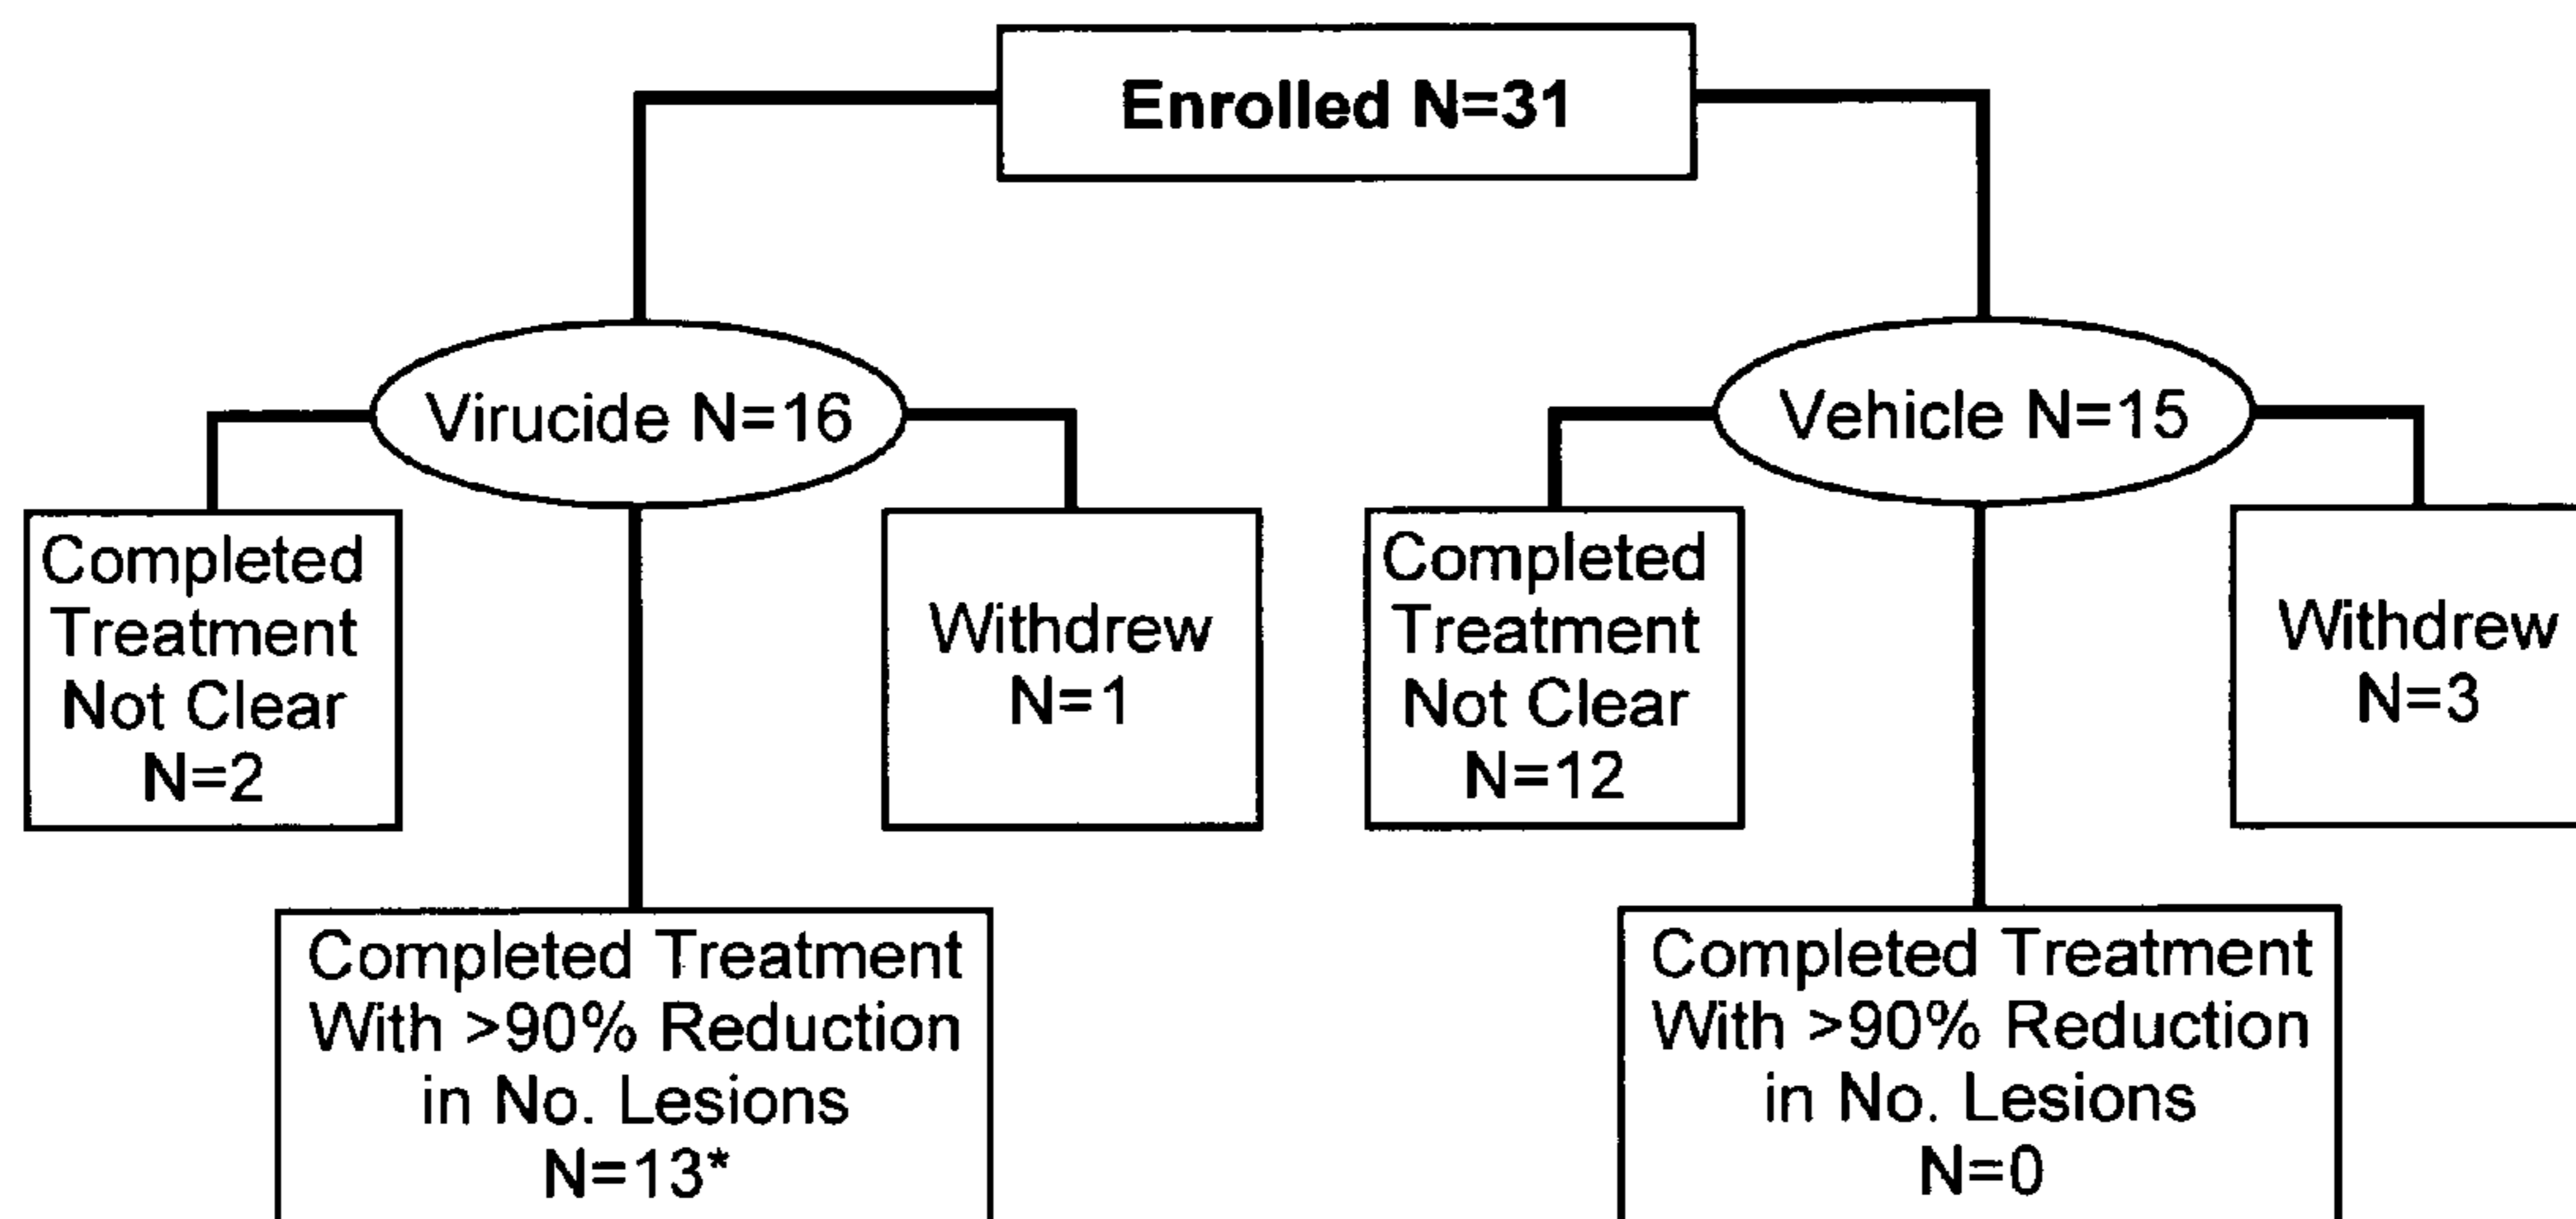 Enrolled N=31
Virucide N=16
Vehicle N=15
Completed
Treatment
Not Clear
N=2
Withdrew
N=1
Completed
Treatment
Not Clear
N=12
Withdrew
N=3
Completed Treatment
With >90% Reduction
in No. Lesions
N=13*
Completed Treatment
With >90% Reduction
in No. Lesions
N=0